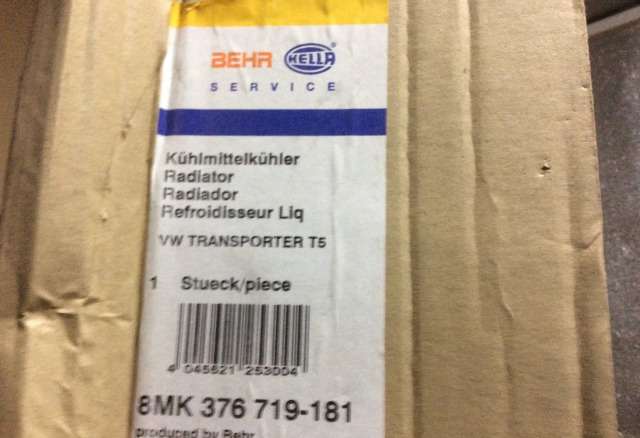 BEHR HELLA
SERVICE
Kühlmittelkühler
Radiator
Radiador
Refroidisseur Liq
VW TRANSPORTER T5
1 Stueck/piece
4 045621 253004
8MK 376 719-181
produced by Behr